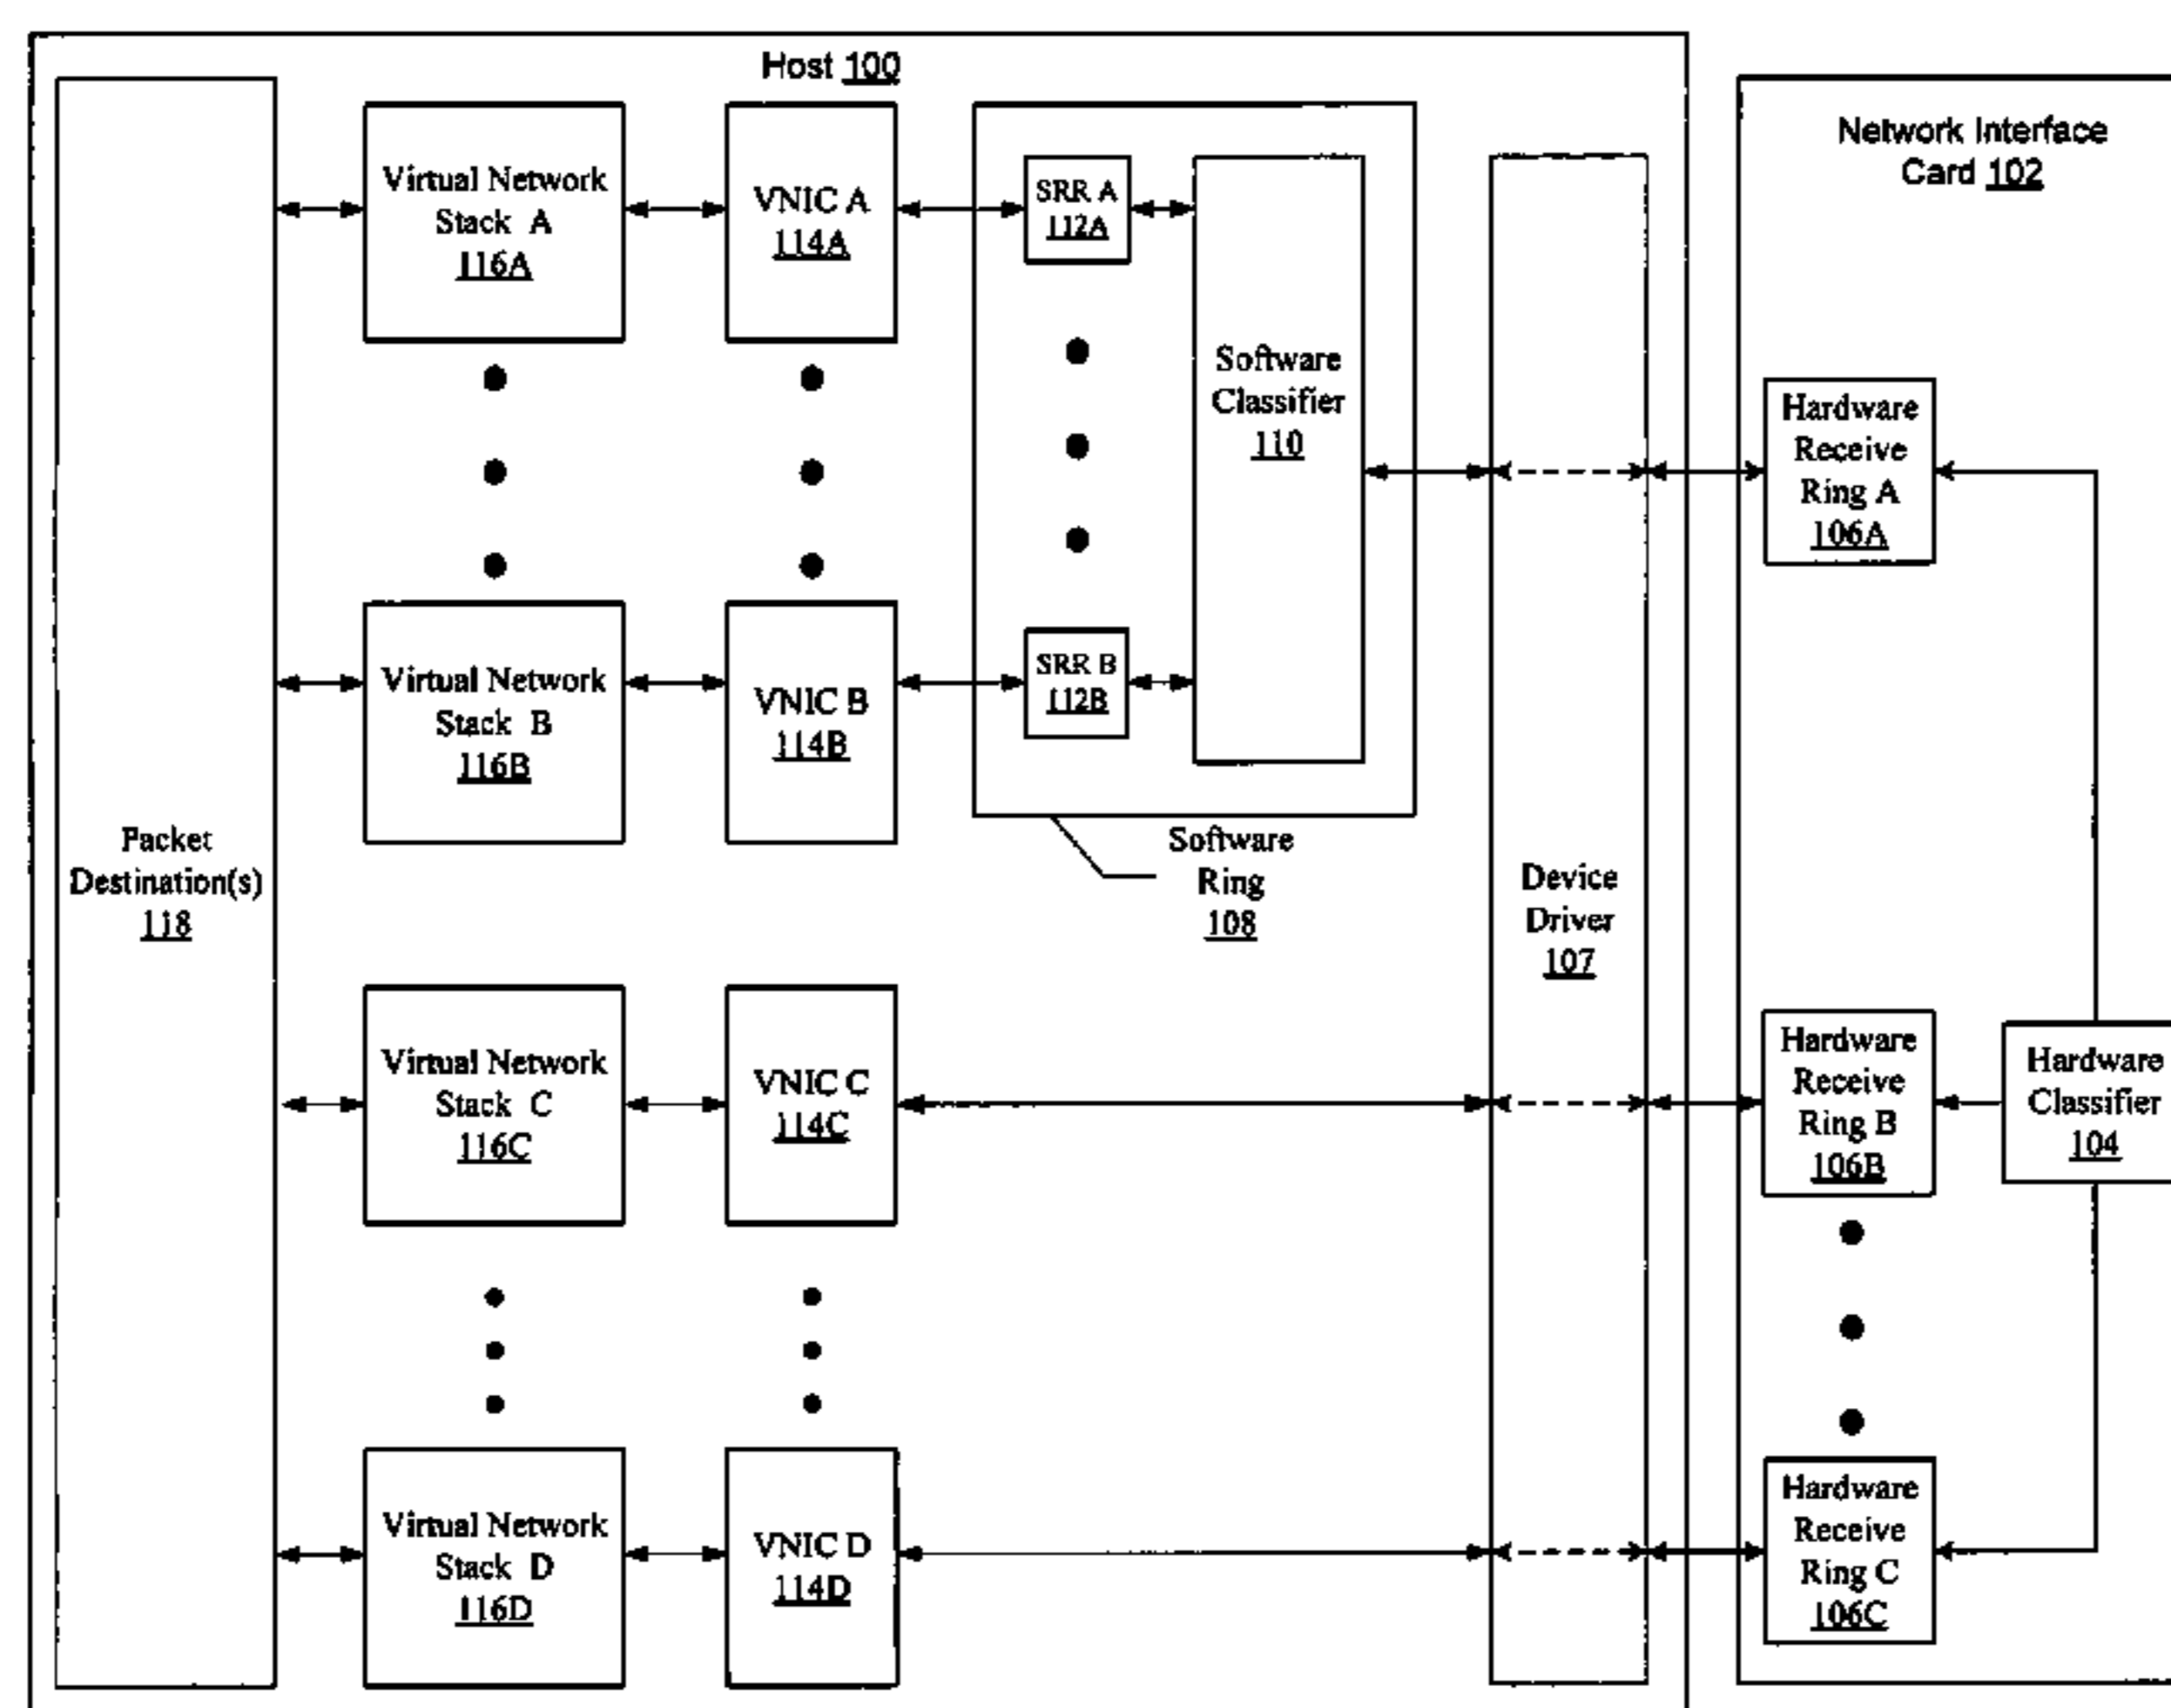 Host 100
Network Interface
Card 102
Virtual Network
Stack A
116A
VNIC A
114A
SRR A
112A
Software
Classifier
110
Hardware
Receive
Ring A
106A
Virtual Network
Stack B
116B
VNIC B
114B
SRR B
112B
Packet
Destination(s)
118
Software
Ring
108
Device
Driver
107
Virtual Network
Stack C
116C
VNIC C
114C
Hardware
Receive
Ring B
106B
Hardware
Classifier
104
Virtual Network
Stack D
116D
VNIC D
114D
Hardware
Receive
Ring C
106C